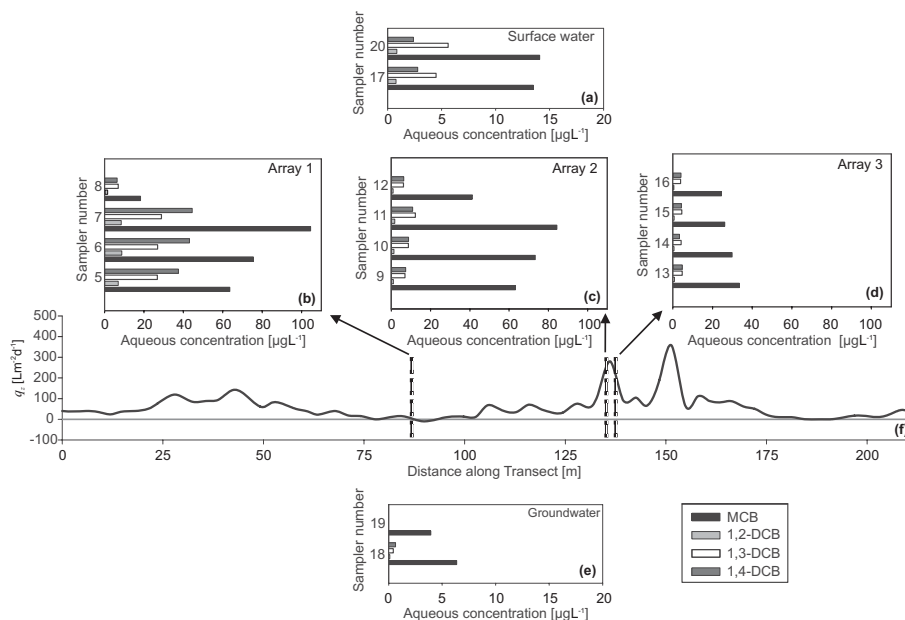 Surface water
Sampler number
20
17
(a)
0 5 10 15 20
Aqueous concentration [µgL⁻¹]
Array 1
Sampler number
8
7
6
5
(b)
0 20 40 60 80 100
Aqueous concentration [µgL⁻¹]
Array 2
Sampler number
12
11
10
9
(c)
0 20 40 60 80 100
Aqueous concentration [µgL⁻¹]
Array 3
Sampler number
16
15
14
13
(d)
0 20 40 60 80 100
Aqueous concentration [µgL⁻¹]
qz [Lm⁻²d⁻¹]
500
400
300
200
100
0
-100
(f)
0 25 50 75 100 125 150 175 200
Distance along Transect [m]
Groundwater
Sampler number
19
18
(e)
0 5 10 15 20
Aqueous concentration [µgL⁻¹]
MCB
1,2-DCB
1,3-DCB
1,4-DCB